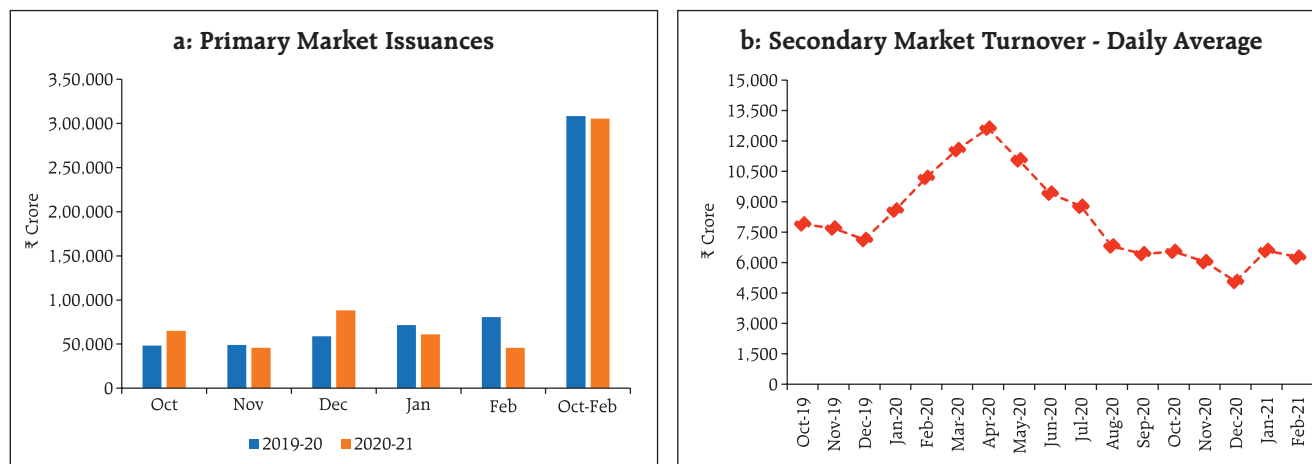 a: Primary Market Issuances
₹ Crore
3,50,000
3,00,000
2,50,000
2,00,000
1,50,000
1,00,000
50,000
0
Oct
Nov
Dec
Jan
Feb
Oct-Feb
2019-20
2020-21
b: Secondary Market Turnover - Daily Average
₹ Crore
15,000
13,500
12,000
10,500
9,000
7,500
6,000
4,500
3,000
1,500
0
Oct-19
Nov-19
Dec-19
Jan-20
Feb-20
Mar-20
Apr-20
May-20
Jun-20
Jul-20
Aug-20
Sep-20
Oct-20
Nov-20
Dec-20
Jan-21
Feb-21